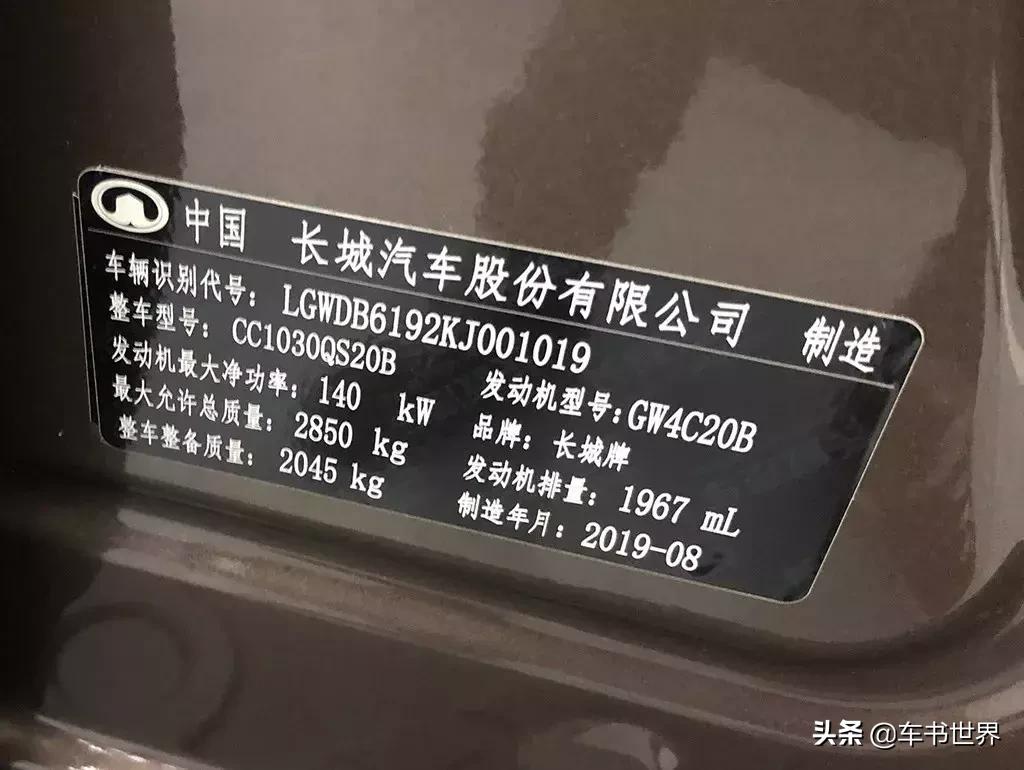 中国 长城汽车股份有限公司 制造
车辆识别代号：LGWDB6192KJ001019
整车型号：CC1030QS20B 发动机型号：GW4C20B
发动机最大净功率：140 kW 品牌：长城牌
最大允许总质量：2850 kg 发动机排量：1967 mL
整车整备质量：2045 kg 制造年月：2019-08
头条 @车书世界